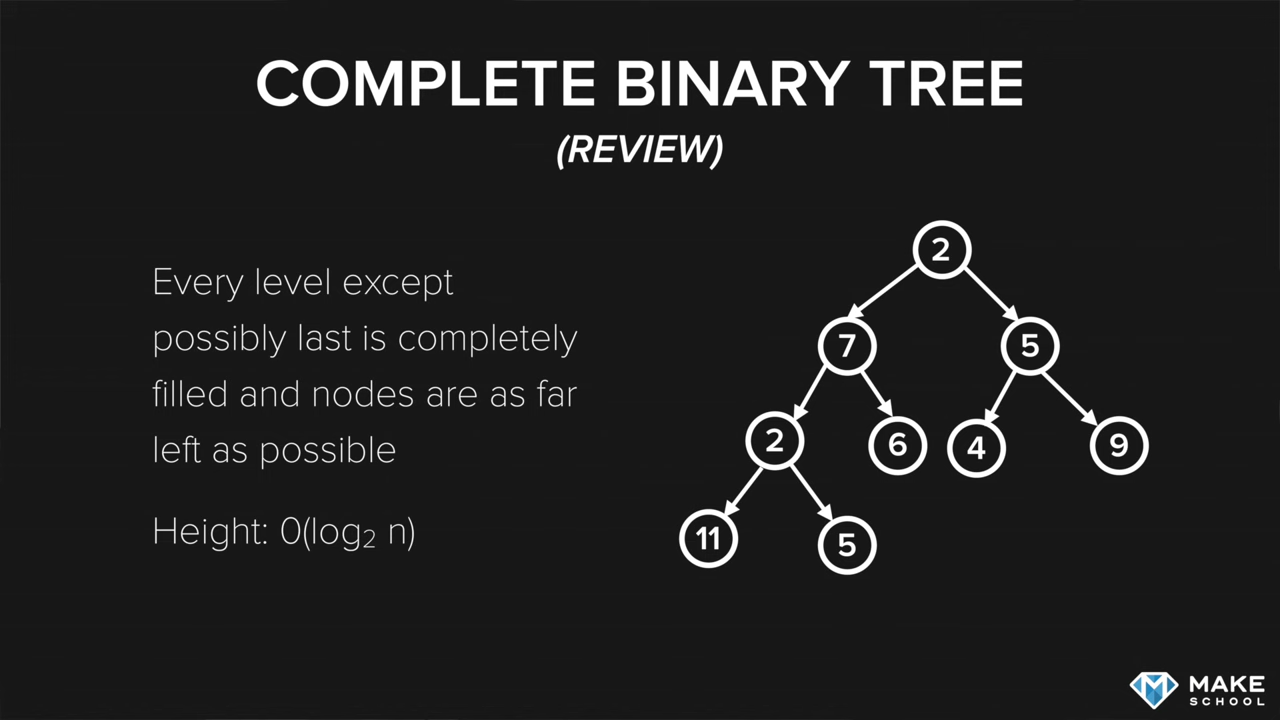 COMPLETE BINARY TREE
(REVIEW)
Every level except
possibly last is completely
filled and nodes are as far
left as possible
Height: 0(log₂ n)
2
7
5
2
6
4
9
11
5
MAKE
SCHOOL